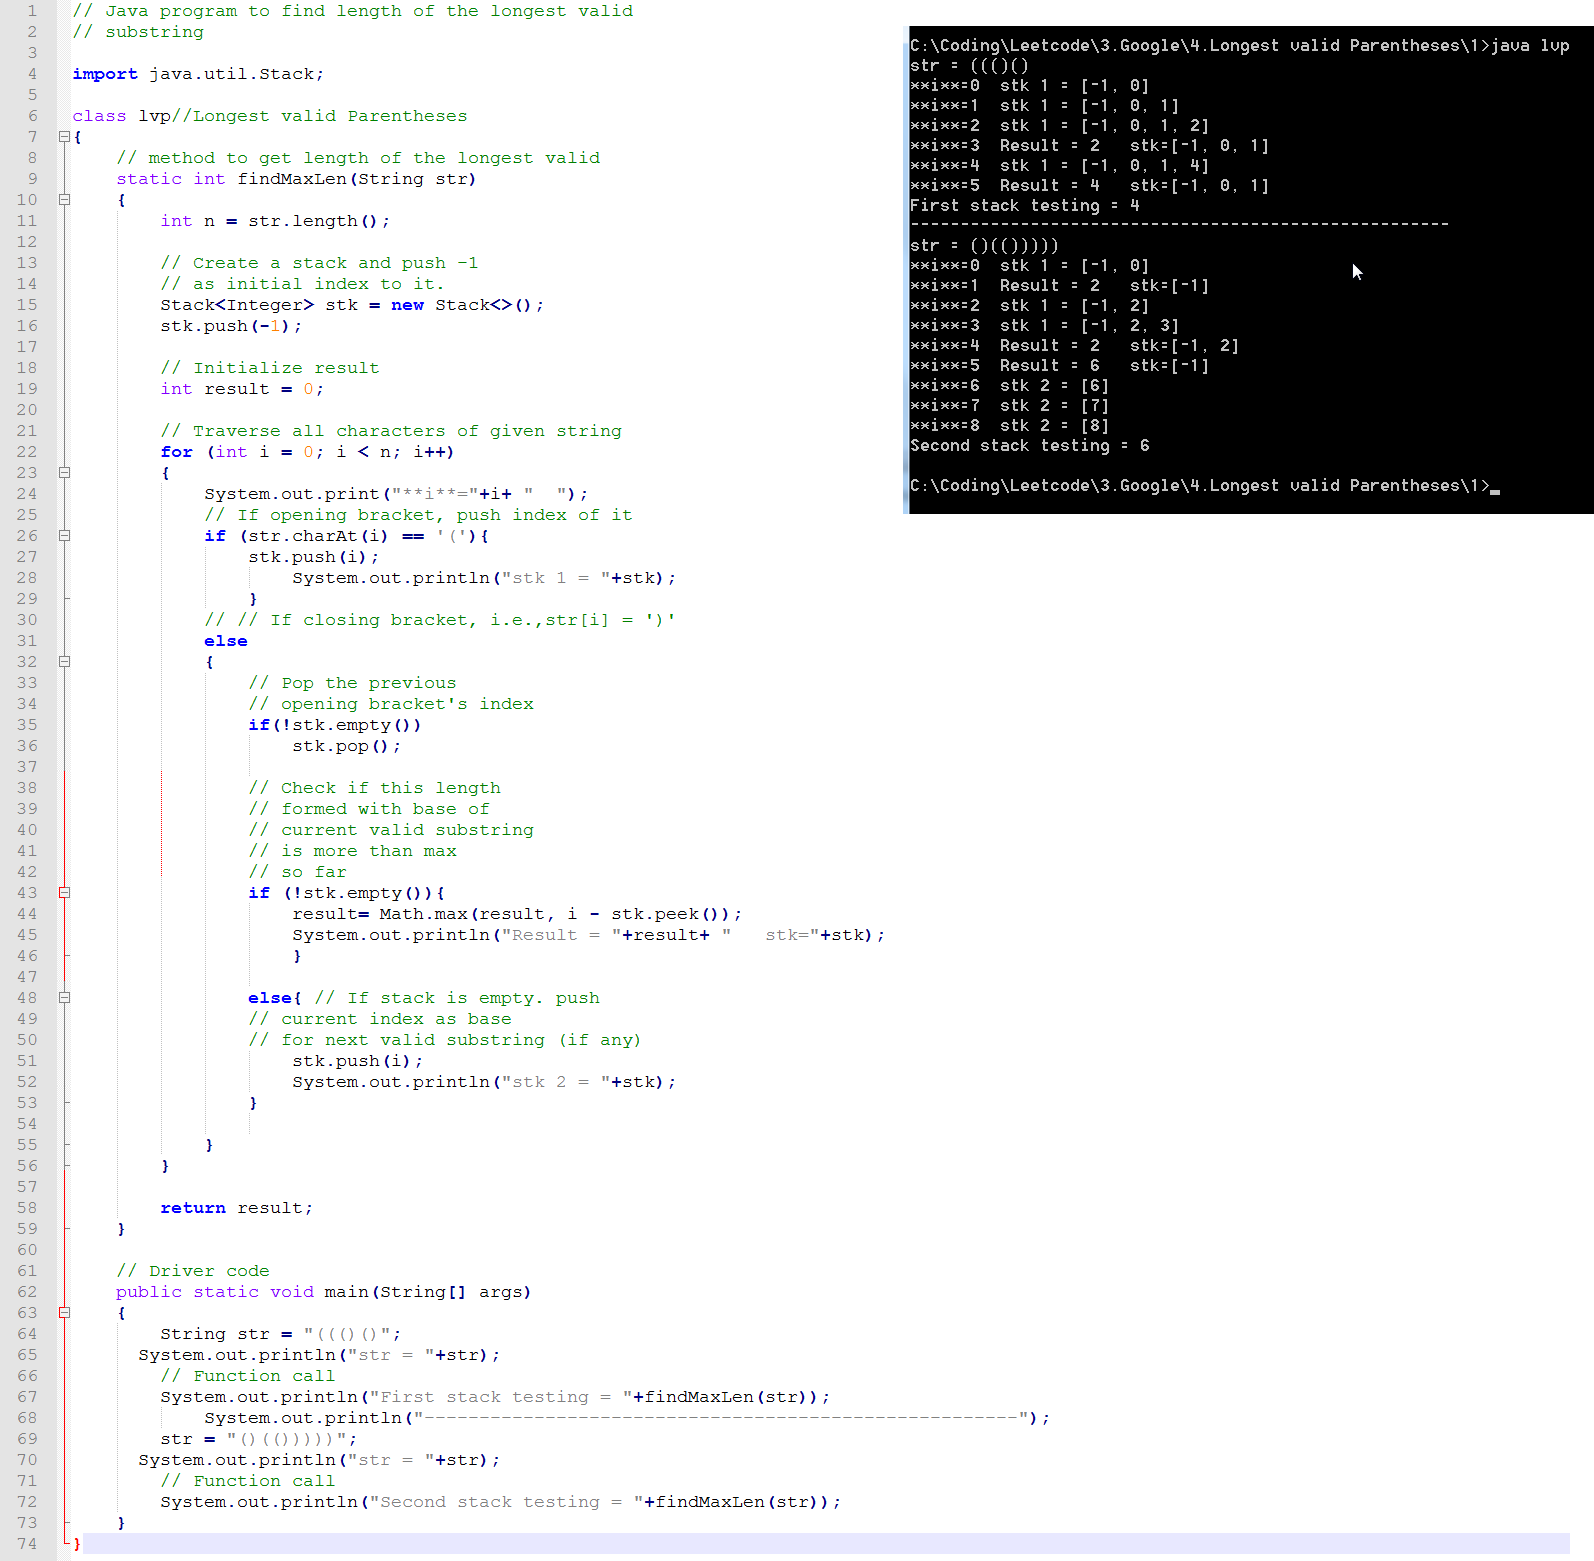 1 // Java program to find length of the longest valid
2 // substring
3
4 import java.util.Stack;
5
6 class lvp//Longest valid Parentheses
7 {
8 // method to get length of the longest valid
9 static int findMaxLen(String str)
10 {
11 int n = str.length();
12
13 // Create a stack and push -1
14 // as initial index to it.
15 Stack<Integer> stk = new Stack<>();
16 stk.push(-1);
17
18 // Initialize result
19 int result = 0;
20
21 // Traverse all characters of given string
22 for (int i = 0; i < n; i++)
23 {
24 System.out.print("**i**="+i+ "  ");
25 // If opening bracket, push index of it
26 if (str.charAt(i) == '('){
27 stk.push(i);
28 System.out.println("stk 1 = "+stk);
29 }
30 // // If closing bracket, i.e.,str[i] = ')'
31 else
32 {
33 // Pop the previous
34 // opening bracket's index
35 if(!stk.empty())
36 stk.pop();
37
38 // Check if this length
39 // formed with base of
40 // current valid substring
41 // is more than max
42 // so far
43 if (!stk.empty()){
44 result= Math.max(result, i - stk.peek());
45 System.out.println("Result = "+result+ "   stk="+stk);
46 }
47
48 else{ // If stack is empty. push
49 // current index as base
50 // for next valid substring (if any)
51 stk.push(i);
52 System.out.println("stk 2 = "+stk);
53 }
54
55 }
56 }
57
58 return result;
59 }
60
61 // Driver code
62 public static void main(String[] args)
63 {
64 String str = "((()()";
65 System.out.println("str = "+str);
66 // Function call
67 System.out.println("First stack testing = "+findMaxLen(str));
68 System.out.println("------------------------------------------------------");
69 str = "()(()))))";
70 System.out.println("str = "+str);
71 // Function call
72 System.out.println("Second stack testing = "+findMaxLen(str));
73 }
74 }
C:\Coding\Leetcode\3.Google\4.Longest valid Parentheses\1>java lvp
str = ((()()
**i**=0  stk 1 = [-1, 0]
**i**=1  stk 1 = [-1, 0, 1]
**i**=2  stk 1 = [-1, 0, 1, 2]
**i**=3  Result = 2   stk=[-1, 0, 1]
**i**=4  stk 1 = [-1, 0, 1, 4]
**i**=5  Result = 4   stk=[-1, 0, 1]
First stack testing = 4
------------------------------------------------------
str = ()(()))))
**i**=0  stk 1 = [-1, 0]
**i**=1  Result = 2   stk=[-1]
**i**=2  stk 1 = [-1, 2]
**i**=3  stk 1 = [-1, 2, 3]
**i**=4  Result = 2   stk=[-1, 2]
**i**=5  Result = 6   stk=[-1]
**i**=6  stk 2 = [6]
**i**=7  stk 2 = [7]
**i**=8  stk 2 = [8]
Second stack testing = 6
C:\Coding\Leetcode\3.Google\4.Longest valid Parentheses\1>_